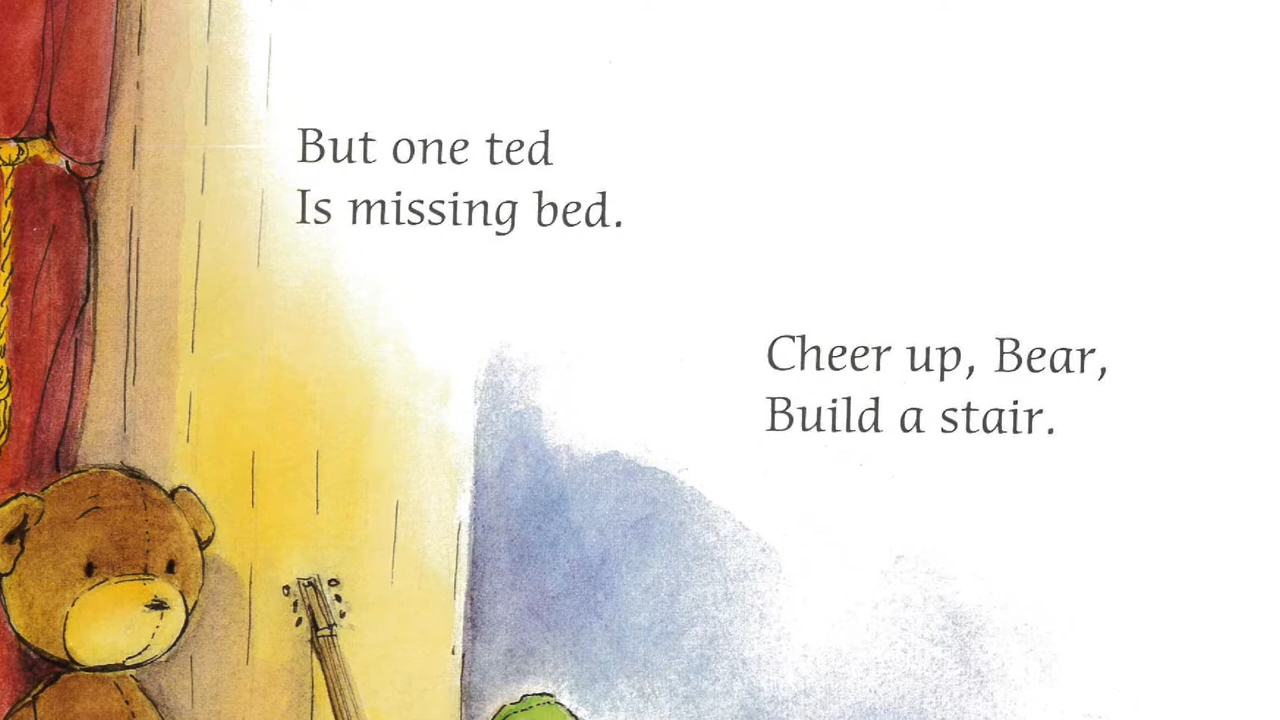 But one ted
Is missing bed.
Cheer up, Bear,
Build a stair.